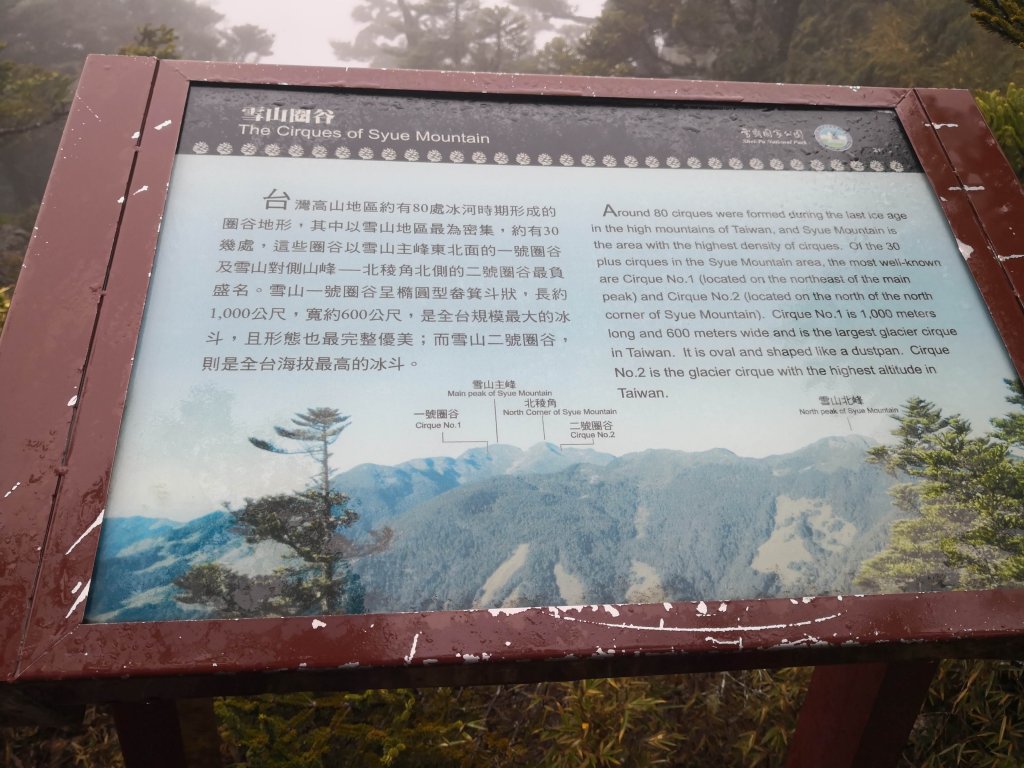 雪山圈谷
The Cirques of Syue Mountain
雪霸國家公園
Shei-Pa National Park
台灣高山地區約有80處冰河時期形成的
圈谷地形，其中以雪山地區最為密集，約有30
幾處，這些圈谷以雪山主峰東北面的一號圈谷
及雪山對側山峰——北稜角北側的二號圈谷最負
盛名。雪山一號圈谷呈橢圓型畚箕斗狀，長約
1,000公尺，寬約600公尺，是全台規模最大的冰
斗，且形態也最完整優美；而雪山二號圈谷，
則是全台海拔最高的冰斗。
Around 80 cirques were formed during the last ice age
in the high mountains of Taiwan, and Syue Mountain is
the area with the highest density of cirques. Of the 30
plus cirques in the Syue Mountain area, the most well-known
are Cirque No.1 (located on the northeast of the main
peak) and Cirque No.2 (located on the north of the north
corner of Syue Mountain). Cirque No.1 is 1,000 meters
long and 600 meters wide and is the largest glacier cirque
in Taiwan. It is oval and shaped like a dustpan. Cirque
No.2 is the glacier cirque with the highest altitude in
Taiwan.
雪山主峰
Main peak of Syue Mountain
一號圈谷
Cirque No.1
北稜角
North Corner of Syue Mountain
二號圈谷
Cirque No.2
雪山北峰
North peak of Syue Mountain